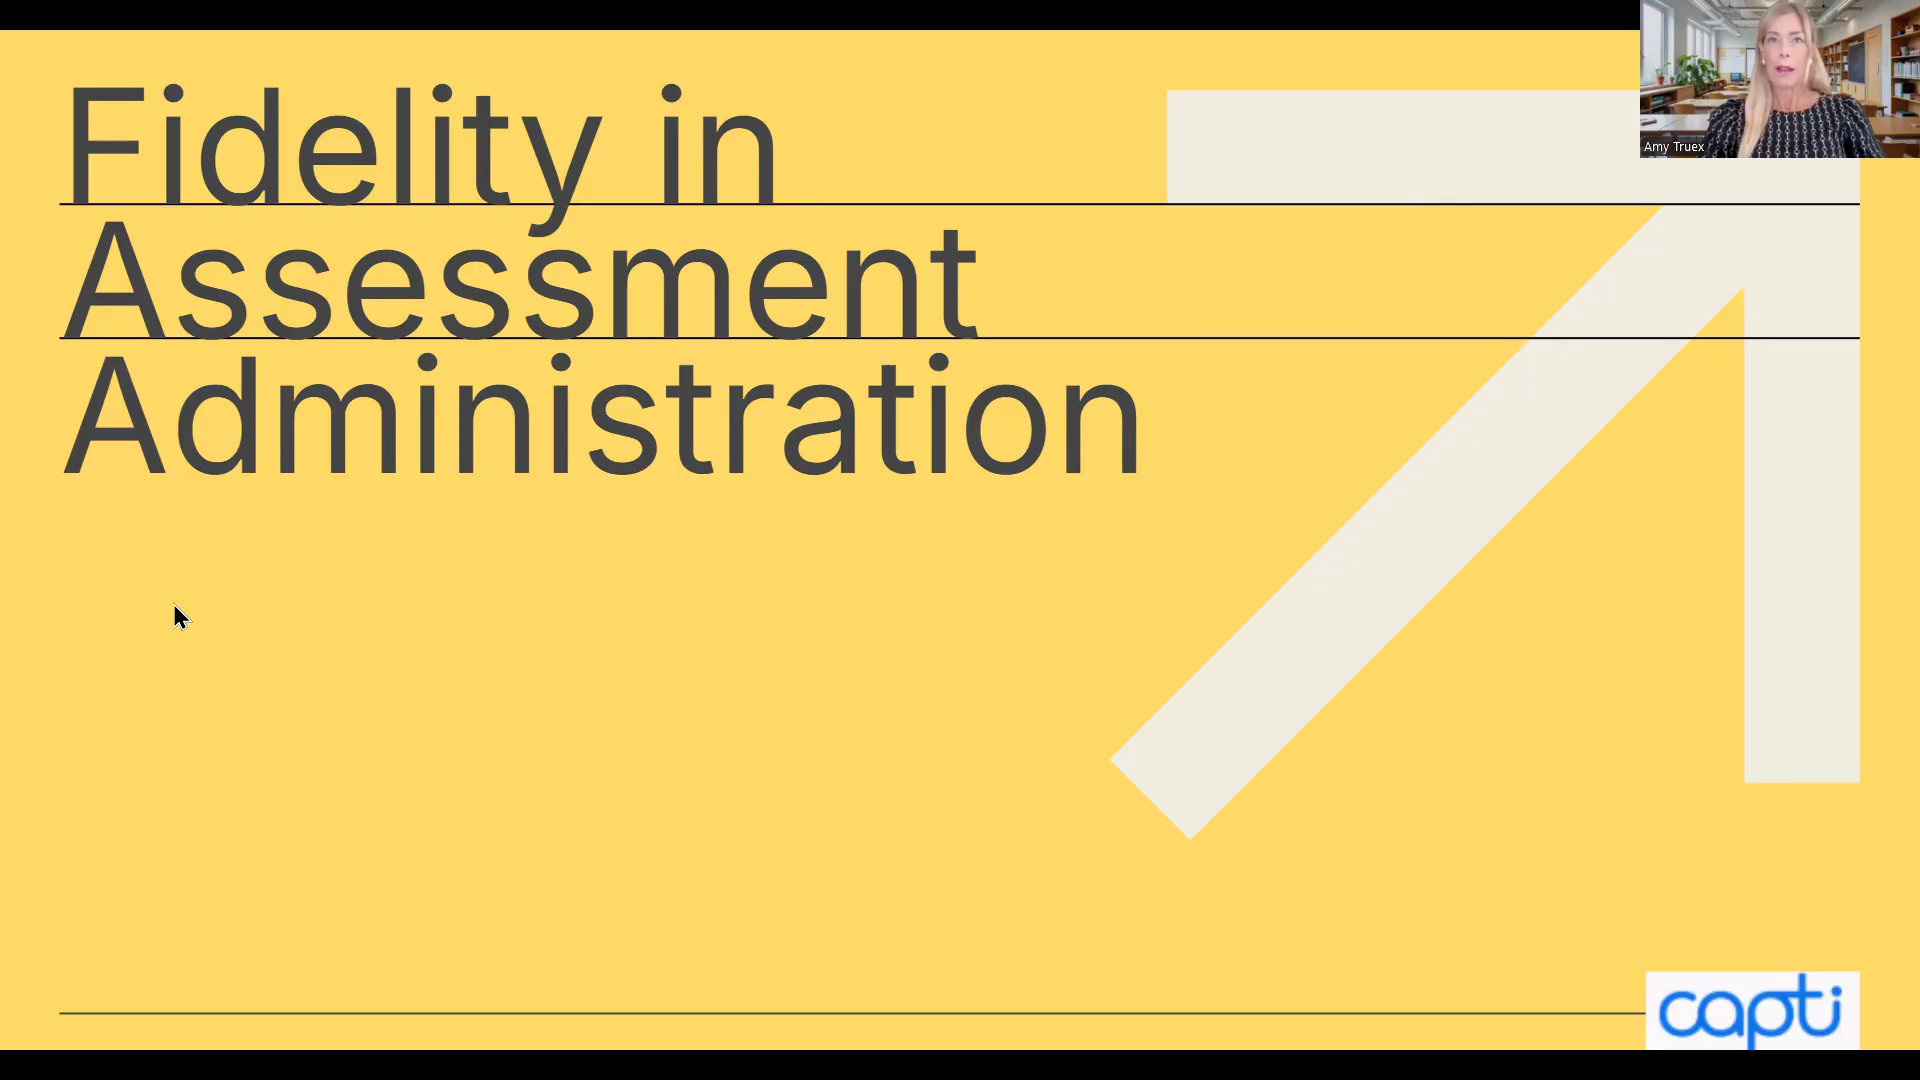 Fidelity in
Assessment
Administration
Amy Truex
capti